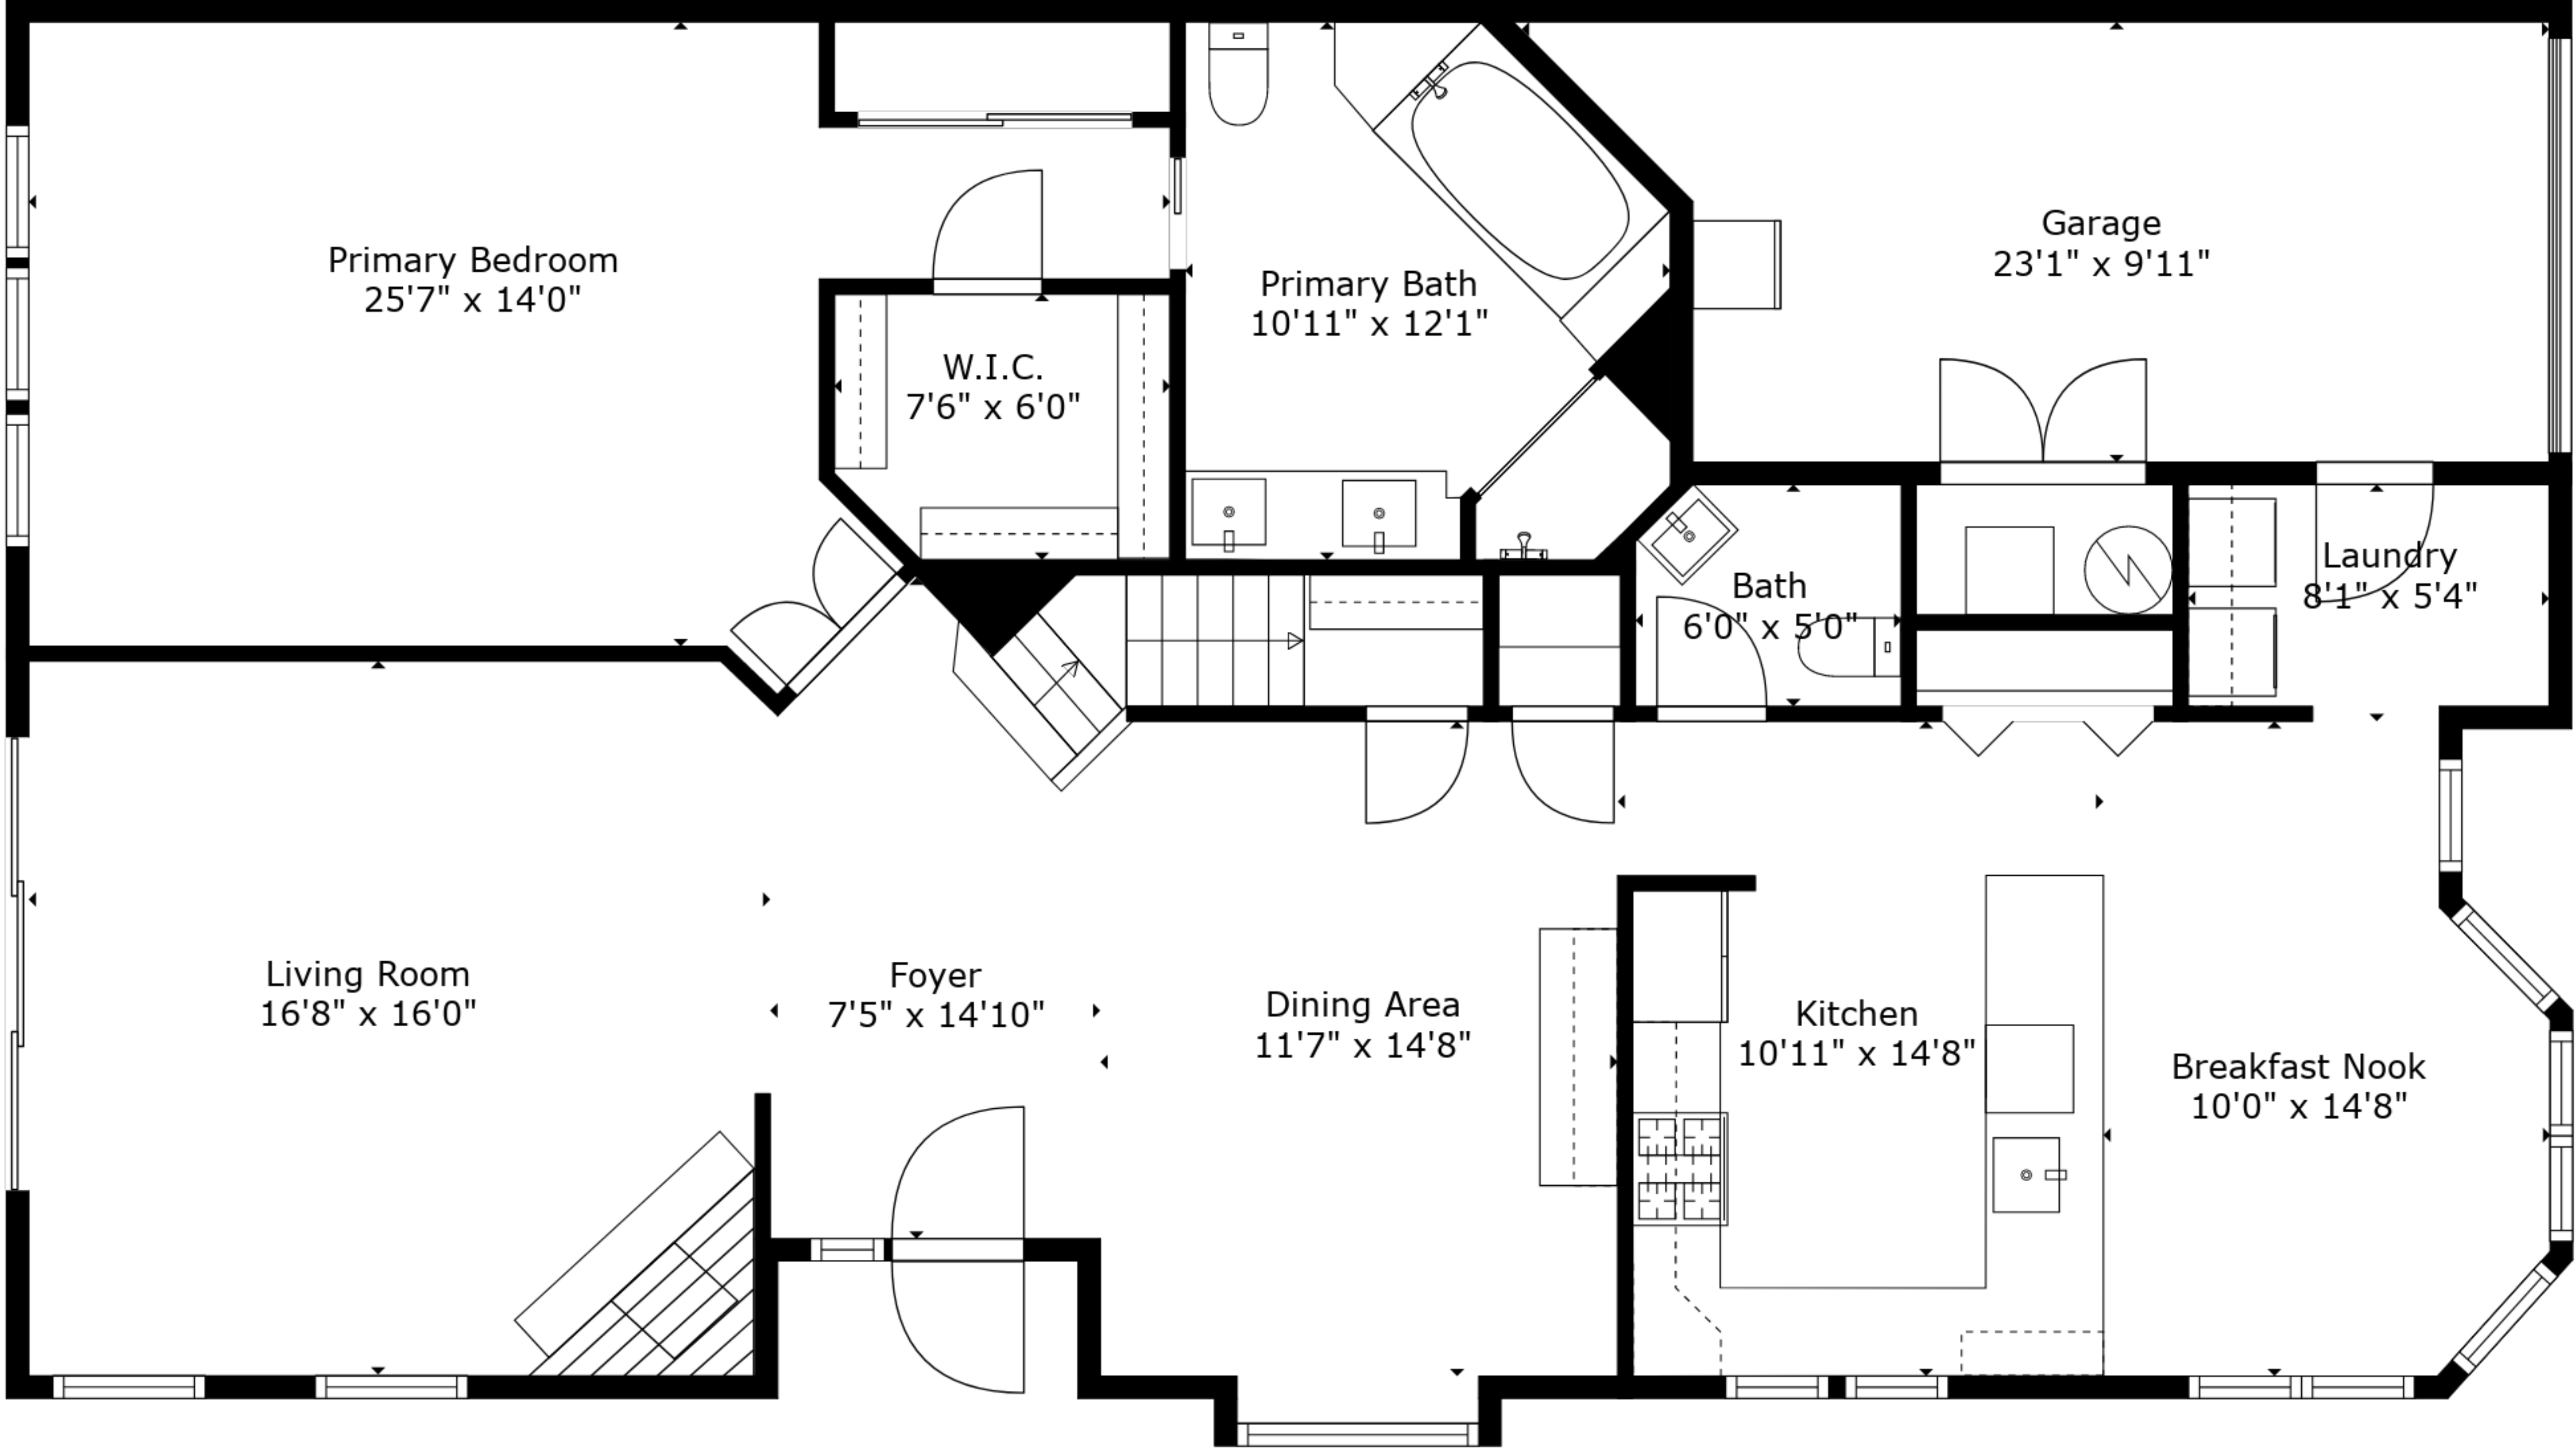 Primary Bedroom
25'7" x 14'0"
W.I.C.
7'6" x 6'0"
Primary Bath
10'11" x 12'1"
Garage
23'1" x 9'11"
Bath
6'0" x 5'0"
Laundry
8'1" x 5'4"
Living Room
16'8" x 16'0"
Foyer
7'5" x 14'10"
Dining Area
11'7" x 14'8"
Kitchen
10'11" x 14'8"
Breakfast Nook
10'0" x 14'8"